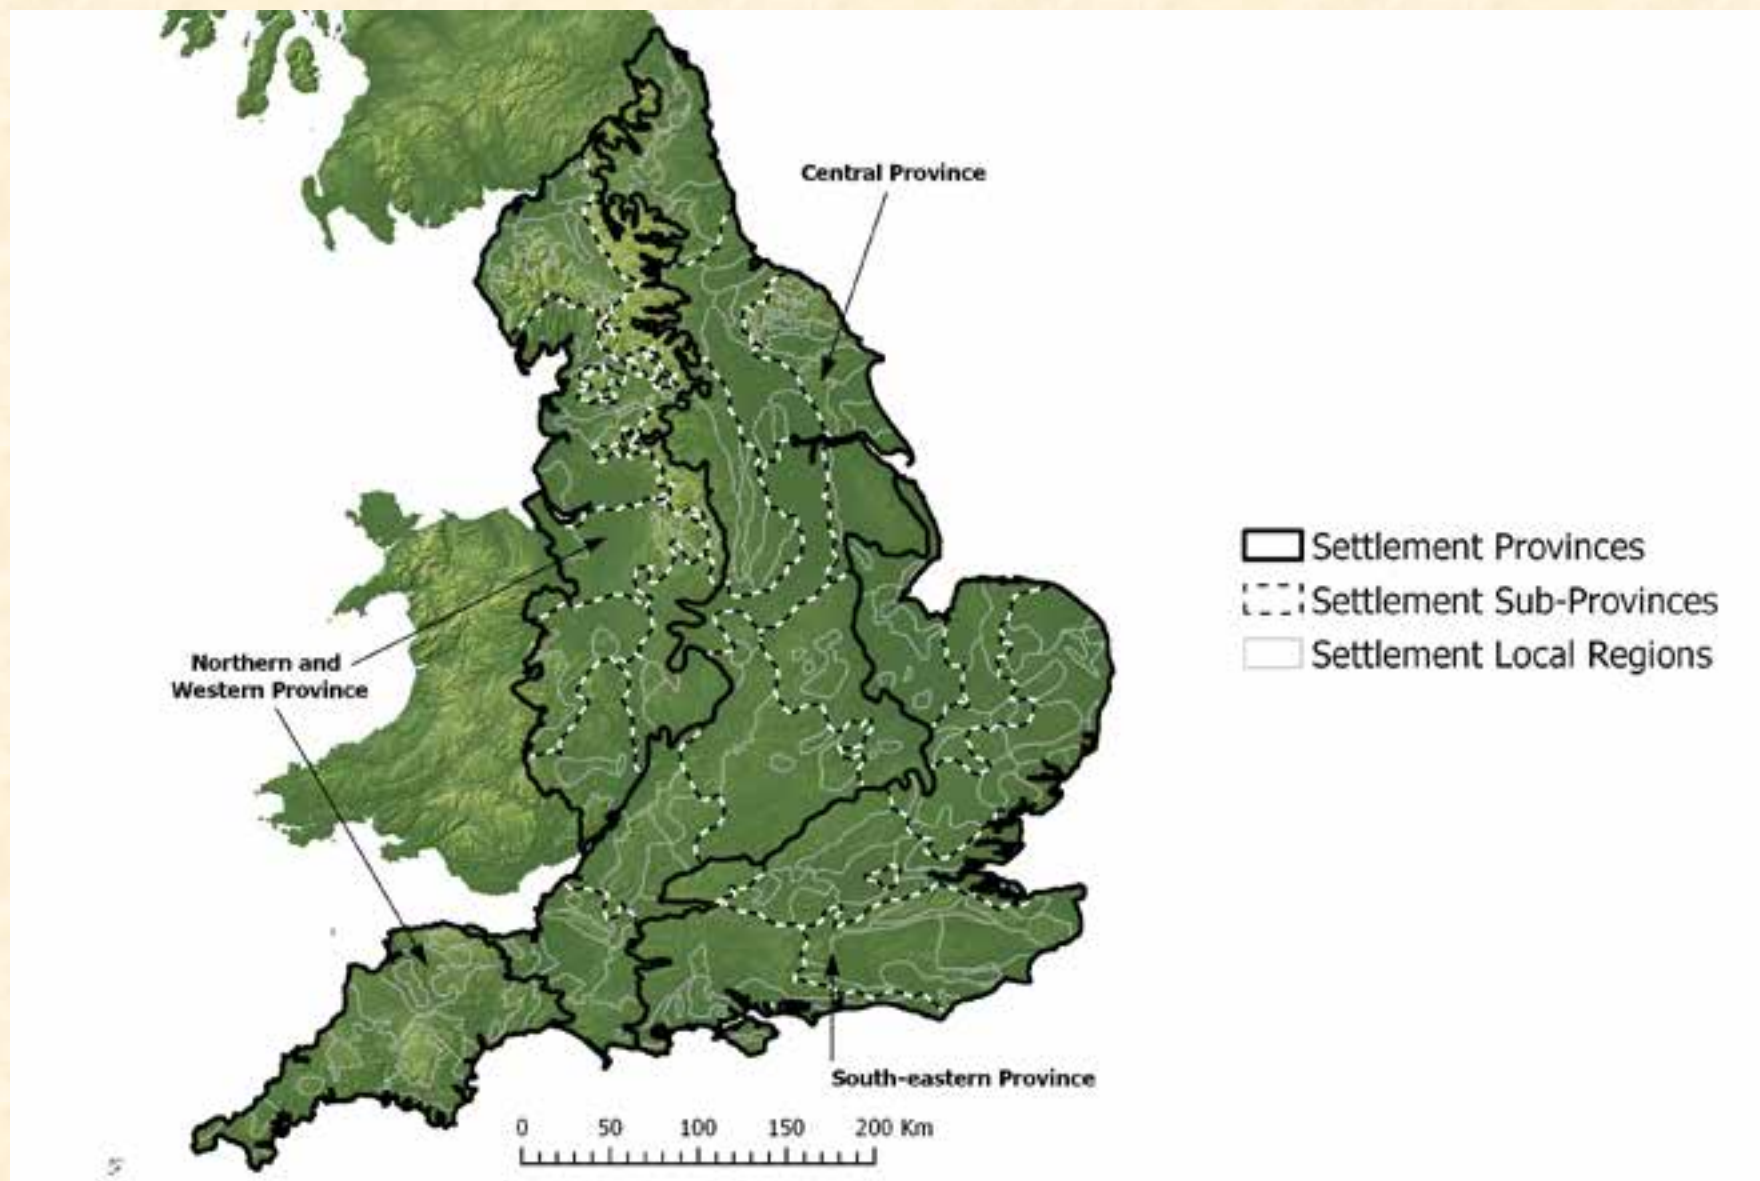 Central Province
Settlement Provinces
Settlement Sub-Provinces
Settlement Local Regions
Northern and
Western Province
South-eastern Province
0 50 100 150 200 Km